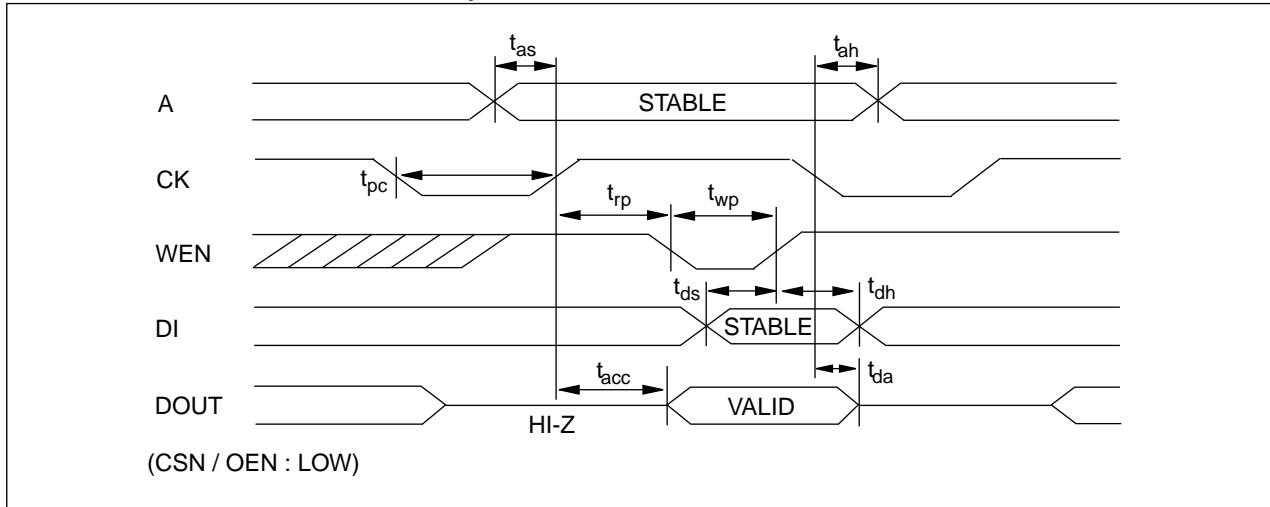 tas
tah
A
STABLE
CK
tpc
trp
twp
WEN
tds
tdh
DI
STABLE
tacc
tda
DOUT
VALID
HI-Z
(CSN / OEN : LOW)